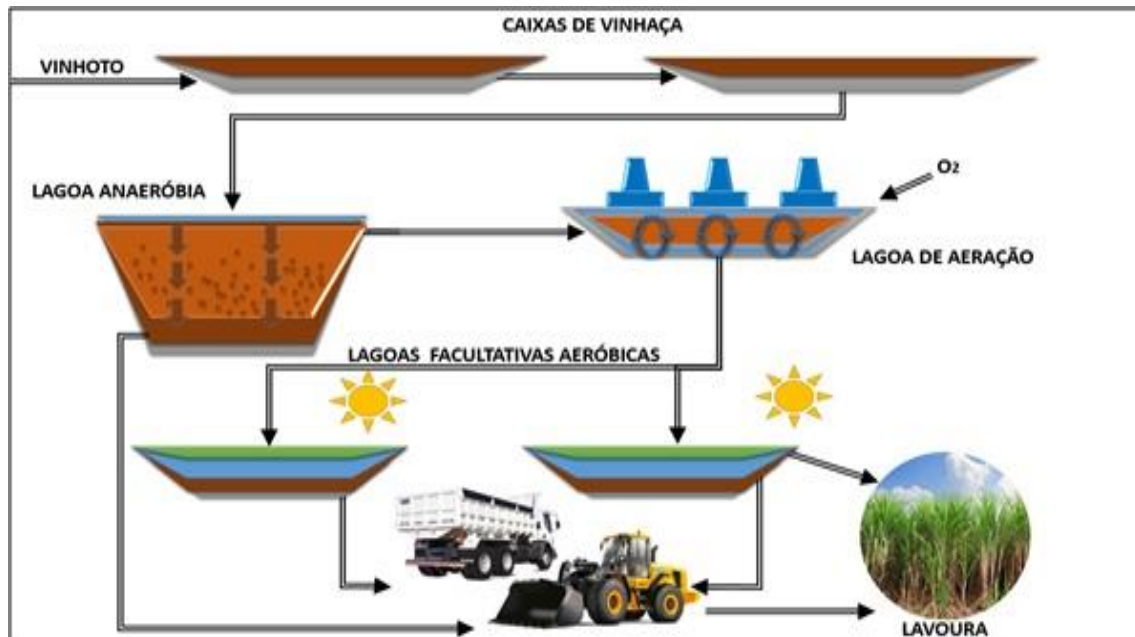 CAIXAS DE VINHAÇA
VINHOTO
LAGOA ANAERÓBIA
O₂
LAGOA DE AERAÇÃO
LAGOAS FACULTATIVAS AERÓBICAS
LAVOURA